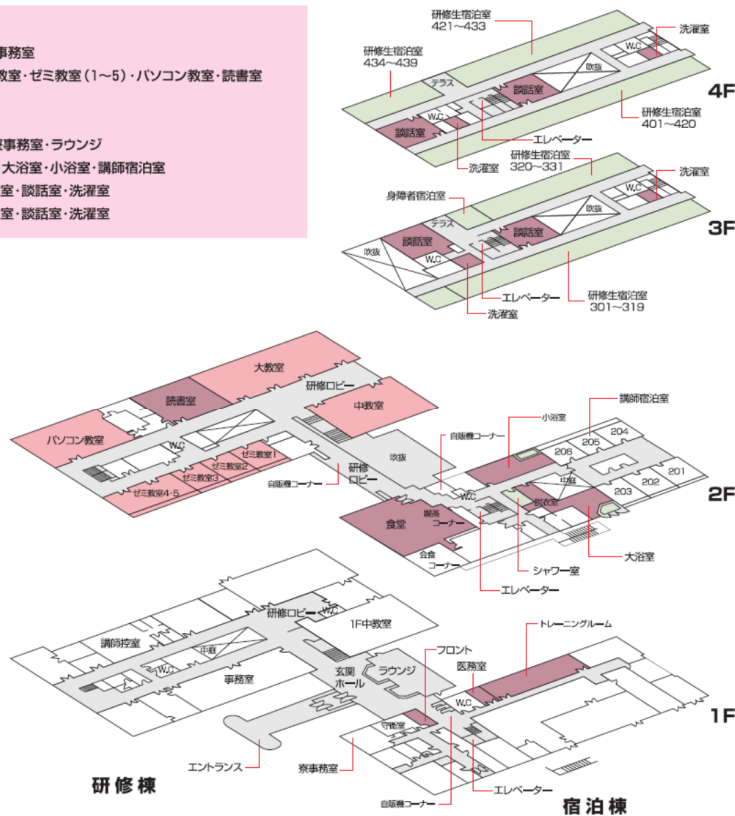 事務室
教室・ゼミ教室(1～5)・パソコン教室・読書室
寮事務室・ラウンジ
・大浴室・小浴室・講師宿泊室
室・談話室・洗濯室
室・談話室・洗濯室
研修生宿泊室
421～433
洗濯室
研修生宿泊室
434～439
W.C
テラス
吹抜
談話室
4F
W.C
談話室
研修生宿泊室
401～420
エレベーター
洗濯室
研修生宿泊室
320～331
洗濯室
身障者宿泊室
W.C
テラス
吹抜
談話室
3F
談話室
吹抜
W.C
エレベーター
研修生宿泊室
301～319
洗濯室
大教室
研修ロビー
読書室
中教室
講師宿泊室
小浴室
パソコン教室
W.C
自販機コーナー
204
205
206
ゼミ教室1
ゼミ教室2
ゼミ教室3
ゼミ教室4・5
吹抜
研修
ロビー
自販機コーナー
中庭
201
202
203
W.C
脱衣室
2F
食堂
喫茶
コーナー
会食
コーナー
大浴室
シャワー室
エレベーター
研修ロビー
W.C
1F中教室
トレーニングルーム
講師控室
中庭
W.C
フロント
事務室
玄関
ホール
ラウンジ
医務室
W.C
1F
守衛室
エントランス
寮事務室
研修棟
エレベーター
自販機コーナー
宿泊棟